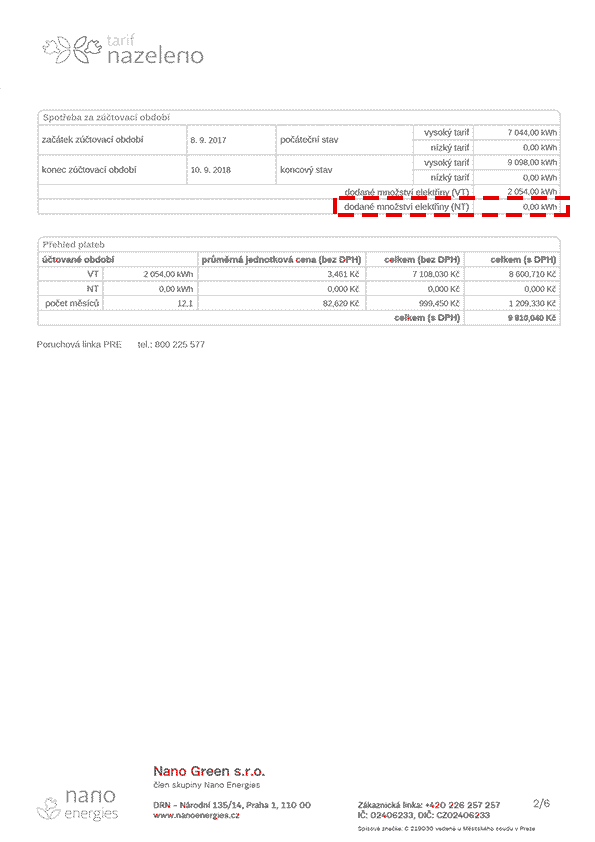 tarif
nazeleno
Spotřeba za zúčtovací období
začátek zúčtovací období 8. 9. 2017 počáteční stav vysoký tarif 7 044,00 kWh
nízký tarif 0,00 kWh
konec zúčtovací období 10. 9. 2018 koncový stav vysoký tarif 9 098,00 kWh
nízký tarif 0,00 kWh
dodané množství elektřiny (VT) 2 054,00 kWh
dodané množství elektřiny (NT) 0,00 kWh
Přehled plateb
účtované období průměrná jednotková cena (bez DPH) celkem (bez DPH) celkem (s DPH)
VT 2 054,00 kWh 3,461 Kč 7 108,030 Kč 8 600,710 Kč
NT 0,00 kWh 0,000 Kč 0,000 Kč 0,000 Kč
počet měsíců 12,1 82,620 Kč 999,450 Kč 1 209,330 Kč
celkem (s DPH) 9 810,040 Kč
Poruchová linka PRE tel.: 800 225 577
Nano Green s.r.o.
člen skupiny Nano Energies
nano
energies
DRN – Národní 135/14, Praha 1, 110 00
www.nanoenergies.cz
Zákaznická linka: +420 226 257 257
IČ: 02406233, DIČ: CZ02406233
Spisová značka: C 219030 vedená u Městského soudu v Praze
2/6